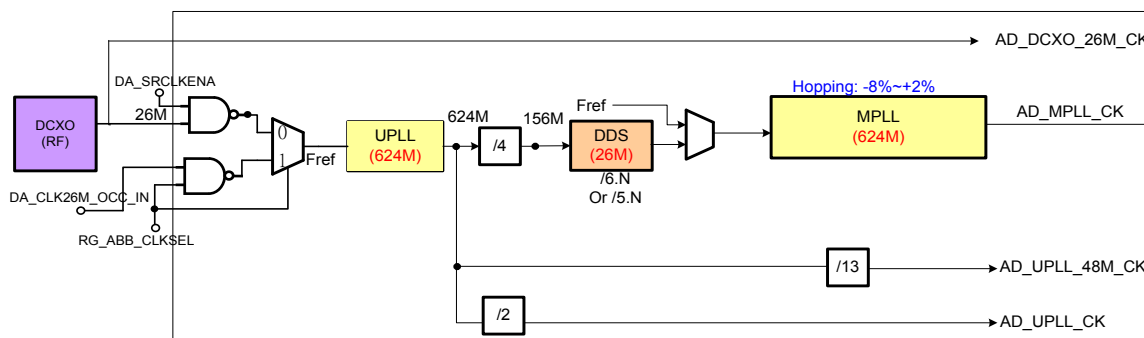 AD_DCXO_26M_CK
DA_SRCLKENA
Hopping: -8%~+2%
DCXO
(RF)
26M
0
1
Fref
UPLL
(624M)
624M
/4
156M
Fref
DDS
(26M)
/6.N
Or /5.N
MPLL
(624M)
AD_MPLL_CK
DA_CLK26M_OCC_IN
RG_ABB_CLKSEL
/13
AD_UPLL_48M_CK
/2
AD_UPLL_CK